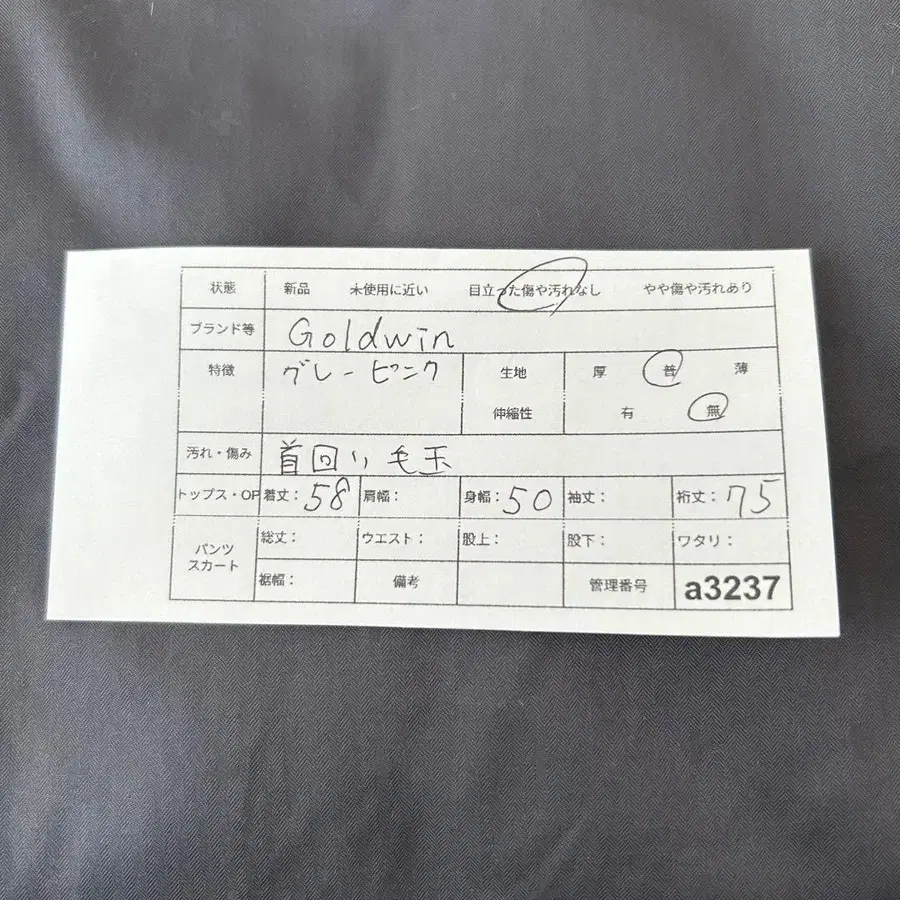 状態 新品 未使用に近い 目立った傷や汚れなし やや傷や汚れあり
ブランド等 Goldwin
特徴 グレーピンク 生地 厚 普 薄
伸縮性 有 無
汚れ・傷み 首回り毛玉
トップス・OP 着丈：58 肩幅： 身幅：50 袖丈： 裄丈：75
パンツ
スカート
総丈： ウエスト： 股上： 股下： ワタリ：
裾幅： 備考 管理番号 a3237